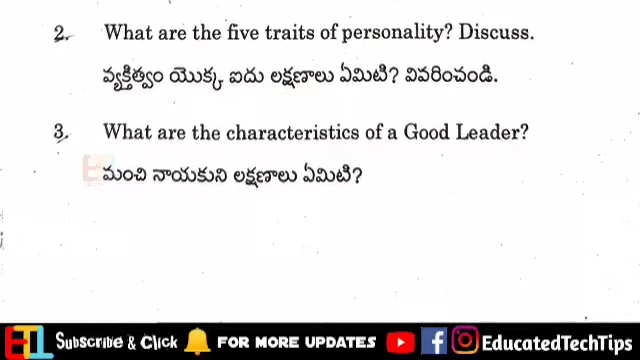 2. What are the five traits of personality? Discuss.
వ్యక్తిత్వం యొక్క ఐదు లక్షణాలు ఏమిటి? వివరించండి.
3. What are the characteristics of a Good Leader?
మంచి నాయకుని లక్షణాలు ఏమిటి?
ETL Subscribe & Click FOR MORE UPDATES EducatedTechTips